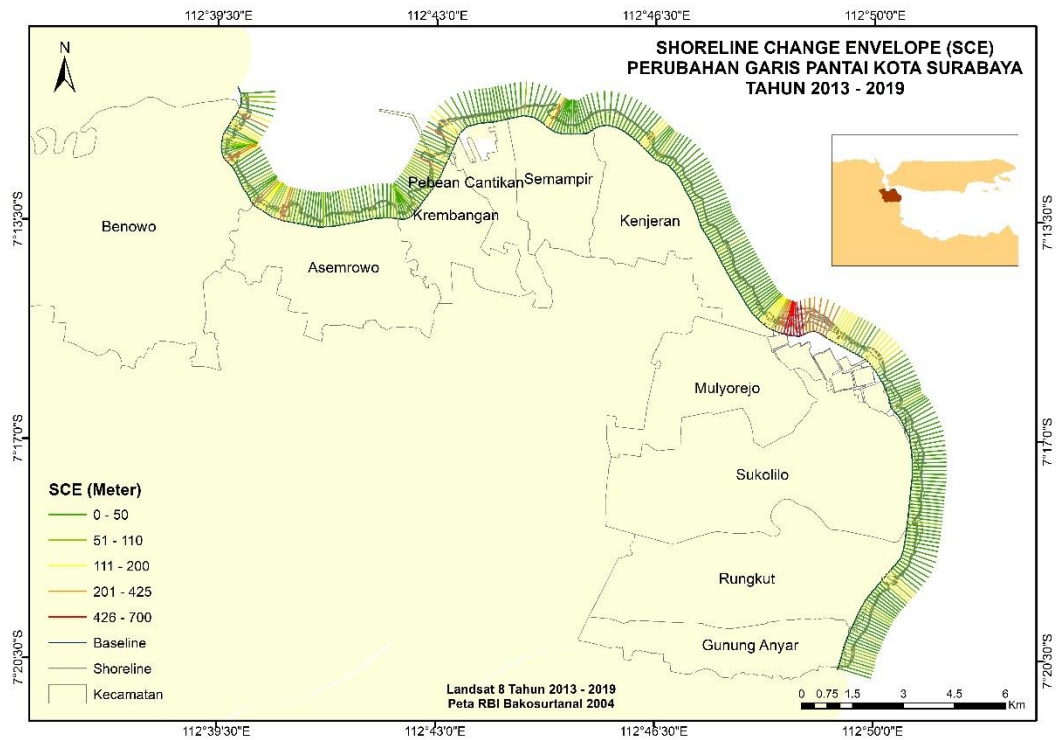 112°39'30"E 112°43'0"E 112°46'30"E 112°50'0"E
N
SHORELINE CHANGE ENVELOPE (SCE)
PERUBAHAN GARIS PANTAI KOTA SURABAYA
TAHUN 2013 - 2019
7°13'30"S
7°13'30"S
Pebean Cantikan
Semampir
Krembangan
Kenjeran
Benowo
Asemrowo
Mulyorejo
7°17'0"S
7°17'0"S
Sukolilo
SCE (Meter)
0 - 50
51 - 110
111 - 200
201 - 425
426 - 700
Baseline
Shoreline
Kecamatan
Rungkut
Gunung Anyar
7°20'30"S
7°20'30"S
Landsat 8 Tahun 2013 - 2019
Peta RBI Bakosurtanal 2004
0 0.75 1.5 3 4.5 6
Km
112°39'30"E 112°43'0"E 112°46'30"E 112°50'0"E